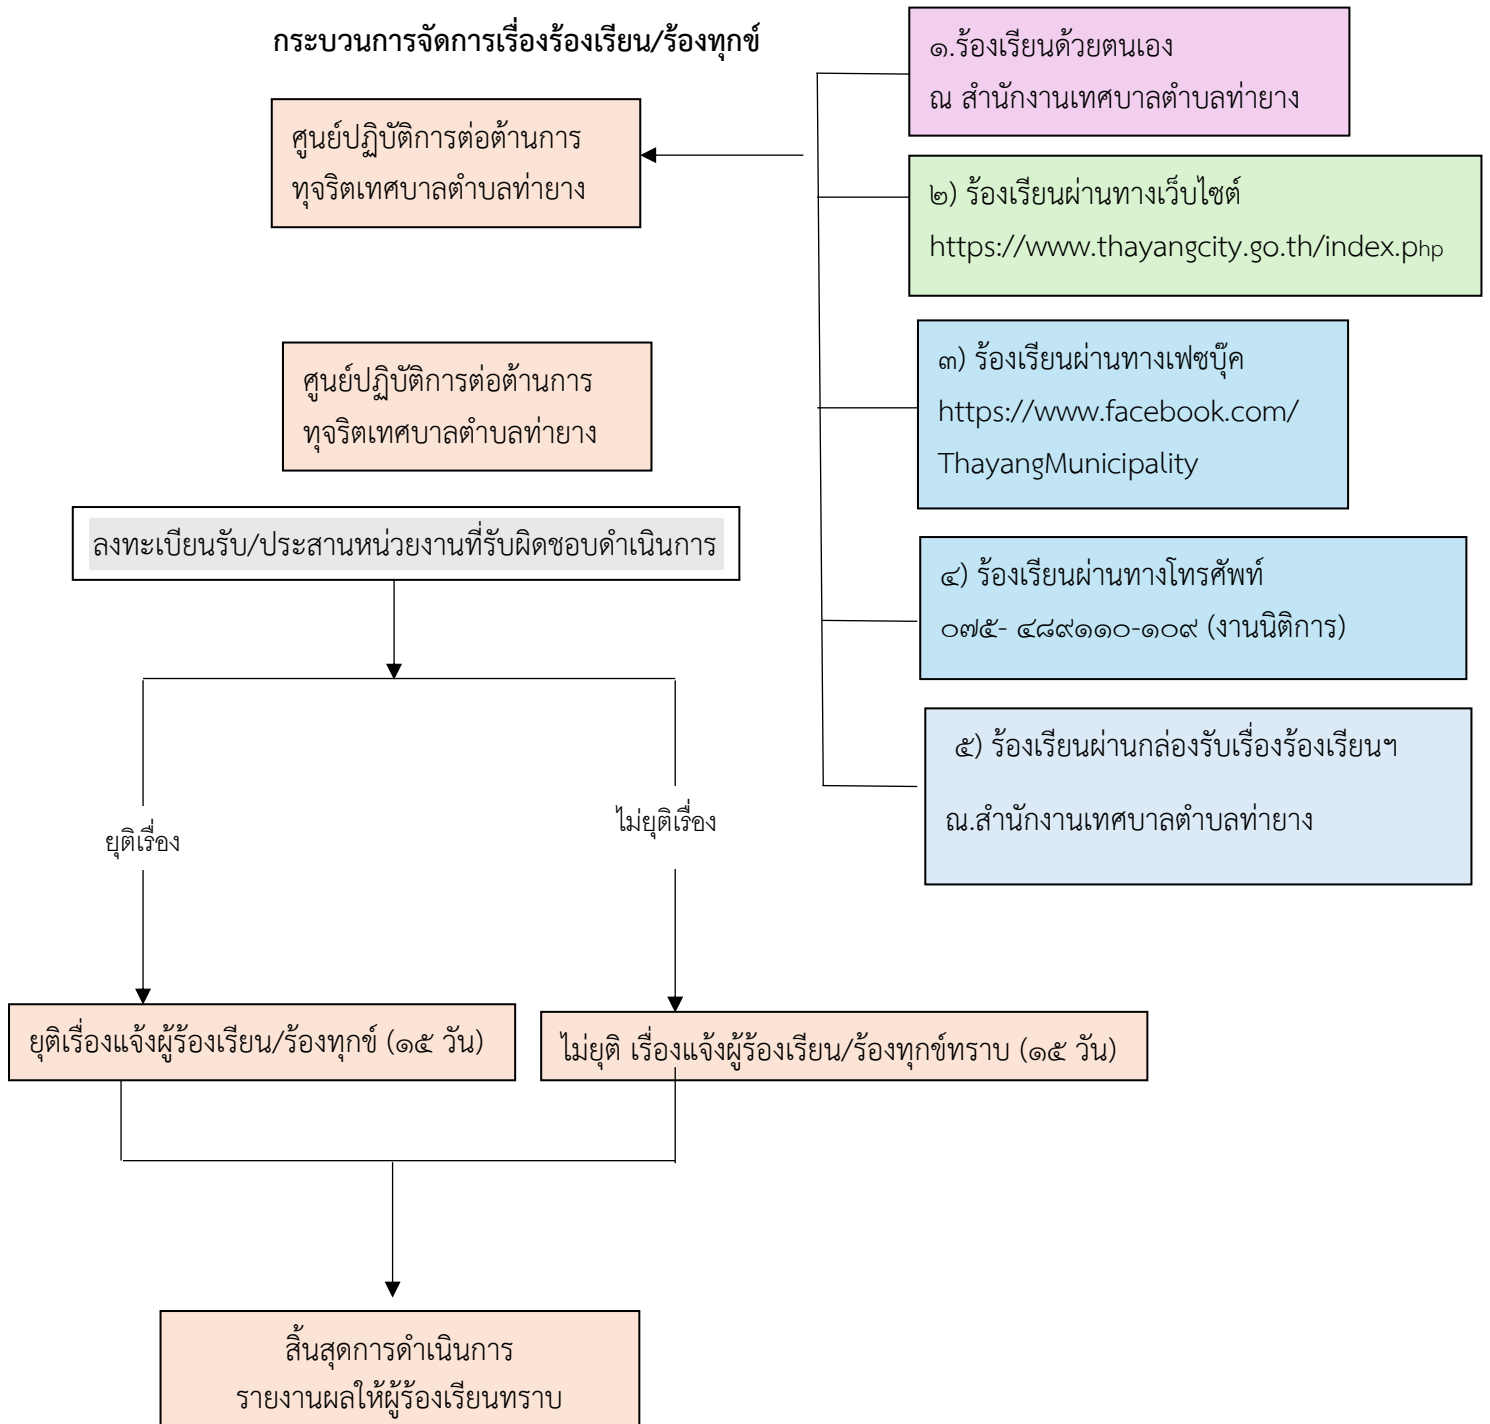 กระบวนการจัดการเรื่องร้องเรียน/ร้องทุกข์
ศูนย์ปฏิบัติการต่อต้านการ
ทุจริตเทศบาลตำบลท่ายาง
๑.ร้องเรียนด้วยตนเอง
ณ สำนักงานเทศบาลตำบลท่ายาง
๒) ร้องเรียนผ่านทางเว็บไซต์
https://www.thayangcity.go.th/index.php
๓) ร้องเรียนผ่านทางเฟซบุ๊ค
https://www.facebook.com/
ThayangMunicipality
๔) ร้องเรียนผ่านทางโทรศัพท์
๐๗๕- ๔๘๙๑๑๐-๑๐๙ (งานนิติการ)
๕) ร้องเรียนผ่านกล่องรับเรื่องร้องเรียนฯ
ณ.สำนักงานเทศบาลตำบลท่ายาง
ศูนย์ปฏิบัติการต่อต้านการ
ทุจริตเทศบาลตำบลท่ายาง
ลงทะเบียนรับ/ประสานหน่วยงานที่รับผิดชอบดำเนินการ
ยุติเรื่อง
ไม่ยุติเรื่อง
ยุติเรื่องแจ้งผู้ร้องเรียน/ร้องทุกข์ (๑๕ วัน)
ไม่ยุติ เรื่องแจ้งผู้ร้องเรียน/ร้องทุกข์ทราบ (๑๕ วัน)
สิ้นสุดการดำเนินการ
รายงานผลให้ผู้ร้องเรียนทราบ